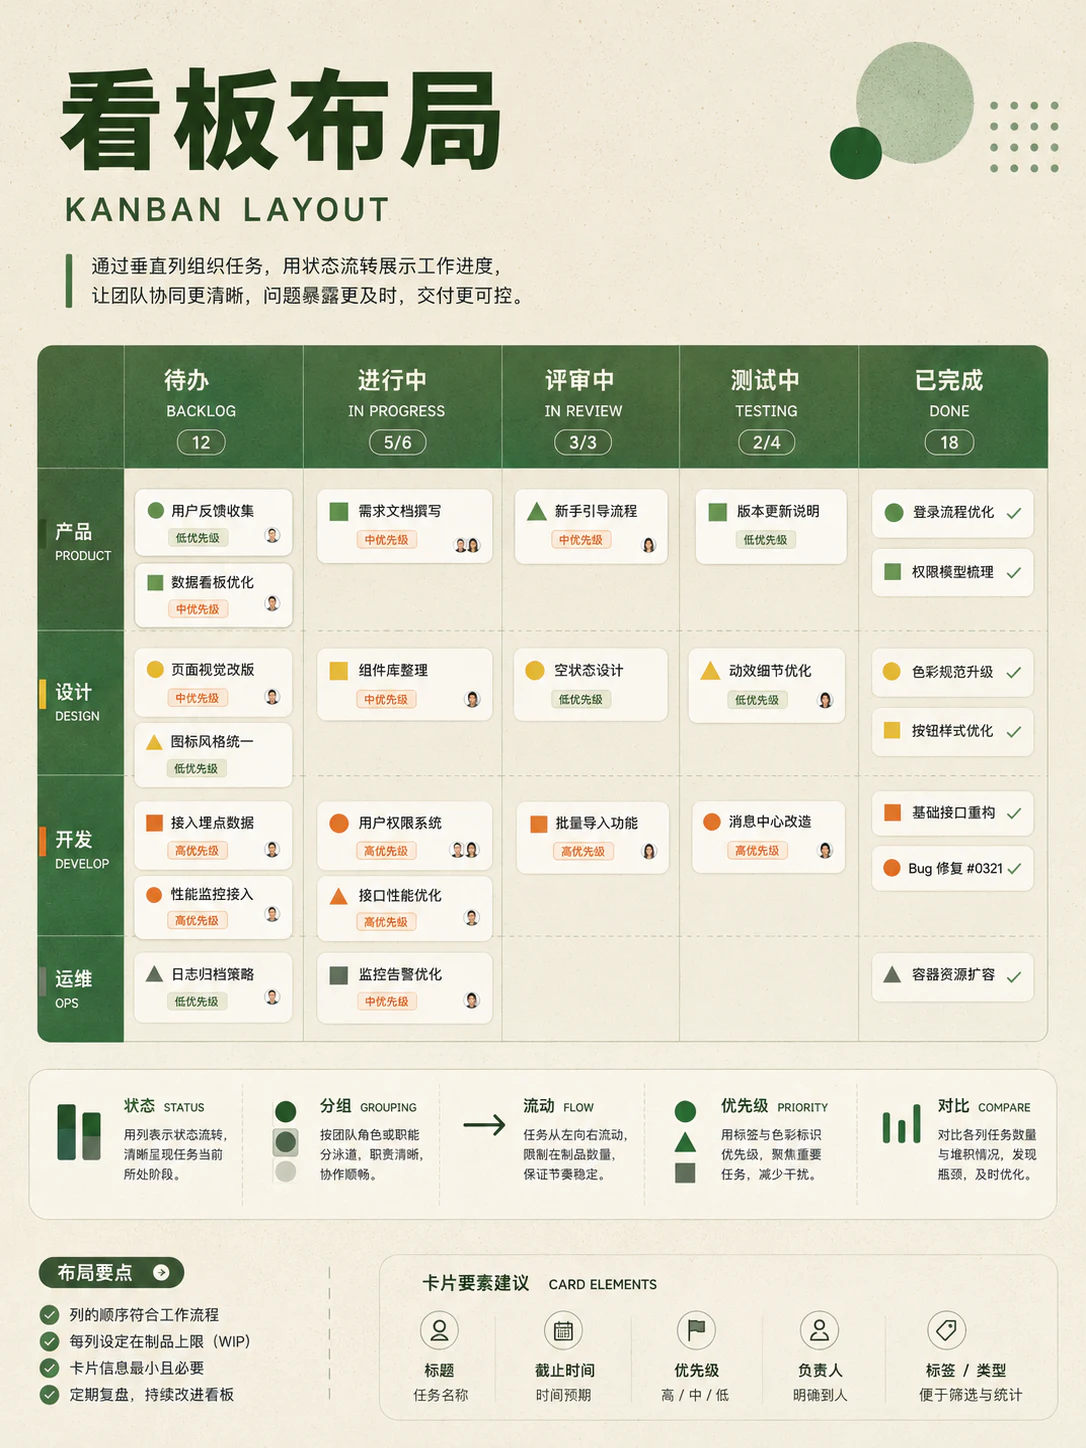 看板布局
KANBAN LAYOUT
通过垂直列组织任务，用状态流转展示工作进度，
让团队协同更清晰，问题暴露更及时，交付更可控。
待办
BACKLOG
12
进行中
IN PROGRESS
5/6
评审中
IN REVIEW
3/3
测试中
TESTING
2/4
已完成
DONE
18
产品
PRODUCT
用户反馈收集
低优先级
数据看板优化
中优先级
需求文档撰写
中优先级
新手引导流程
中优先级
版本更新说明
低优先级
登录流程优化
权限模型梳理
设计
DESIGN
页面视觉改版
中优先级
图标风格统一
低优先级
组件库整理
中优先级
空状态设计
低优先级
动效细节优化
低优先级
色彩规范升级
按钮样式优化
开发
DEVELOP
接入埋点数据
高优先级
性能监控接入
高优先级
用户权限系统
高优先级
接口性能优化
高优先级
批量导入功能
高优先级
消息中心改造
高优先级
基础接口重构
Bug 修复 #0321
运维
OPS
日志归档策略
低优先级
监控告警优化
中优先级
容器资源扩容
状态 STATUS
用列表示状态流转，
清晰呈现任务当前
所处阶段。
分组 GROUPING
按团队角色或职能
分泳道，职责清晰，
协作顺畅。
流动 FLOW
任务从左向右流动，
限制在制品数量，
保证节奏稳定。
优先级 PRIORITY
用标签与色彩标识
优先级，聚焦重要
任务，减少干扰。
对比 COMPARE
对比各列任务数量
与堆积情况，发现
瓶颈，及时优化。
布局要点
列的顺序符合工作流程
每列设定在制品上限（WIP）
卡片信息最小且必要
定期复盘，持续改进看板
卡片要素建议 CARD ELEMENTS
标题
任务名称
截止时间
时间预期
优先级
高 / 中 / 低
负责人
明确到人
标签 / 类型
便于筛选与统计